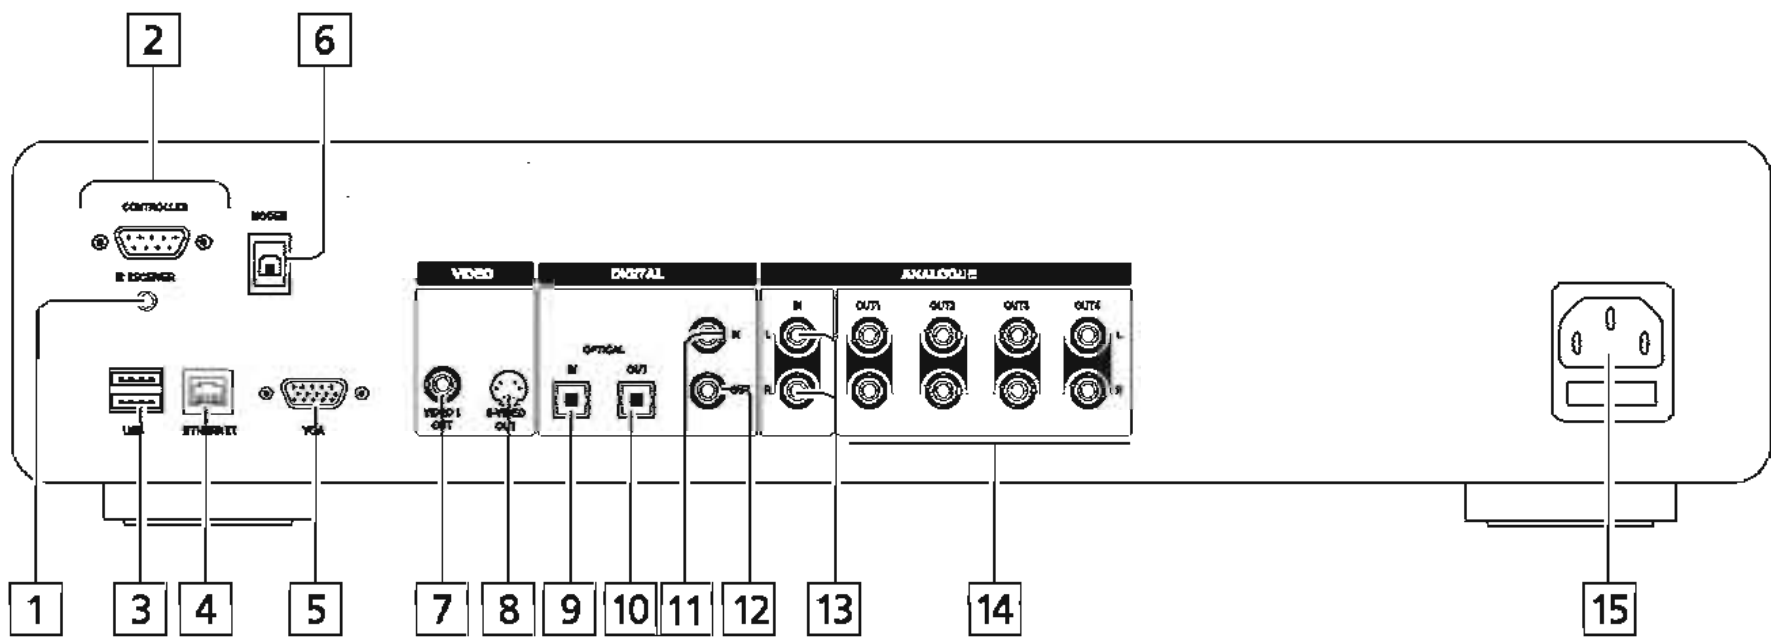 2 6
CONTROLLER
MODEM
IR RECEIVER
VIDEO DIGITAL ANALOGUE
IN OUT1 OUT2 OUT3 OUT4
L IN L
OPTICAL
IN OUT
R OUT R
USB ETHERNET VGA
VIDEO 1 OUT
S-VIDEO OUT
1 3 4 5 7 8 9 10 11 12 13 14 15